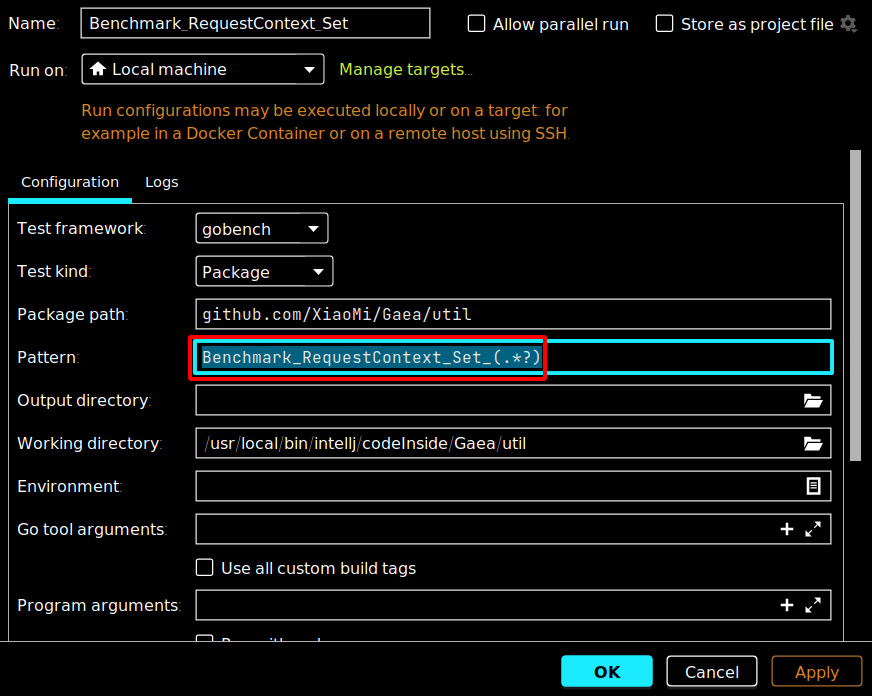 Name: Benchmark_RequestContext_Set Allow parallel run Store as project file
Run on: Local machine Manage targets...
Run configurations may be executed locally or on a target: for
example in a Docker Container or on a remote host using SSH.
Configuration Logs
Test framework: gobench
Test kind: Package
Package path: github.com/XiaoMi/Gaea/util
Pattern: Benchmark_RequestContext_Set_(.*?)
Output directory:
Working directory: /usr/local/bin/intellj/codeInside/Gaea/util
Environment:
Go tool arguments:
Use all custom build tags
Program arguments:
OK Cancel Apply